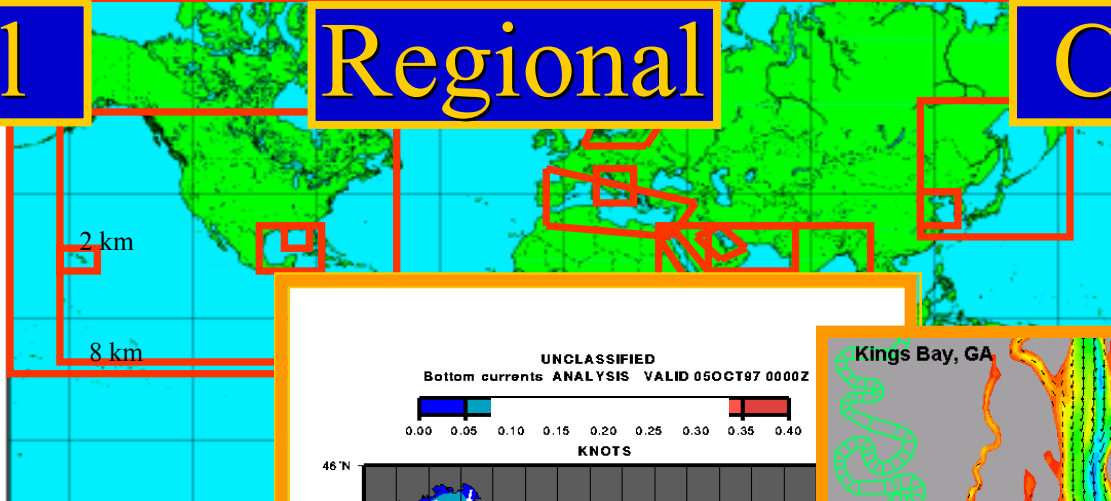 l Regional C
2 km
8 km
UNCLASSIFIED
Bottom currents ANALYSIS VALID 05OCT97 0000Z
0.00 0.05 0.10 0.15 0.20 0.25 0.30 0.35 0.40
KNOTS
46°N
Kings Bay, GA